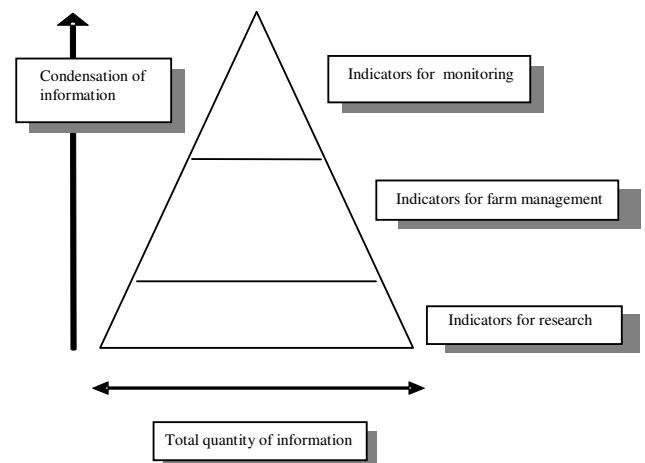 Condensation of
information
Indicators for monitoring
Indicators for farm management
Indicators for research
Total quantity of information